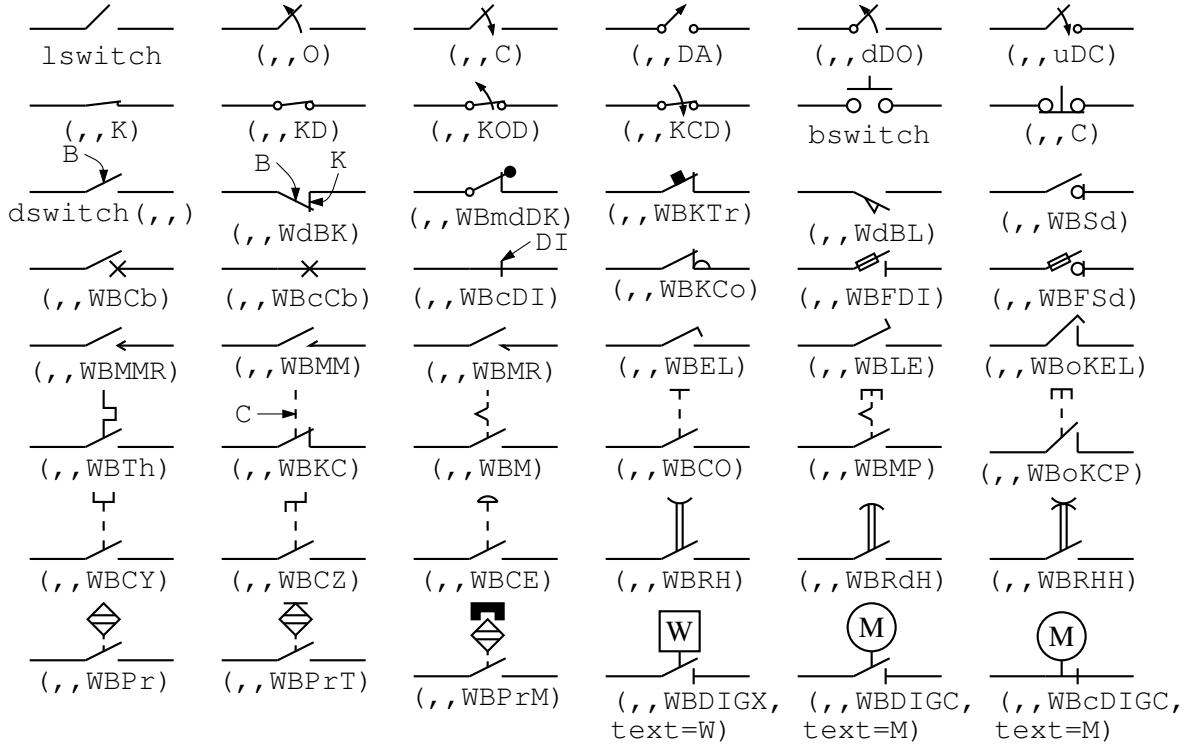 lswitch
(,,O)
(,,C)
(,,DA)
(,,dDO)
(,,uDC)
(,,K)
(,,KD)
(,,KOD)
(,,KCD)
bswitch
(,,C)
B
dswitch(,,)
B
K
(,,WdBK)
(,,WBmdDK)
(,,WBKTr)
(,,WdBL)
(,,WBSd)
(,,WBCb)
(,,WBcCb)
DI
(,,WBcDI)
(,,WBKCo)
(,,WBFDI)
(,,WBFSd)
(,,WBMMR)
(,,WBMM)
(,,WBMR)
(,,WBEL)
(,,WBLE)
(,,WBoKEL)
(,,WBTh)
C
(,,WBKC)
(,,WBM)
(,,WBCO)
(,,WBMP)
(,,WBoKCP)
(,,WBCY)
(,,WBCZ)
(,,WBCE)
(,,WBRH)
(,,WBRdH)
(,,WBRHH)
(,,WBPr)
(,,WBPrT)
(,,WBPrM)
W
(,,WBDIGX,
text=W)
M
(,,WBDIGC,
text=M)
M
(,,WBcDIGC,
text=M)